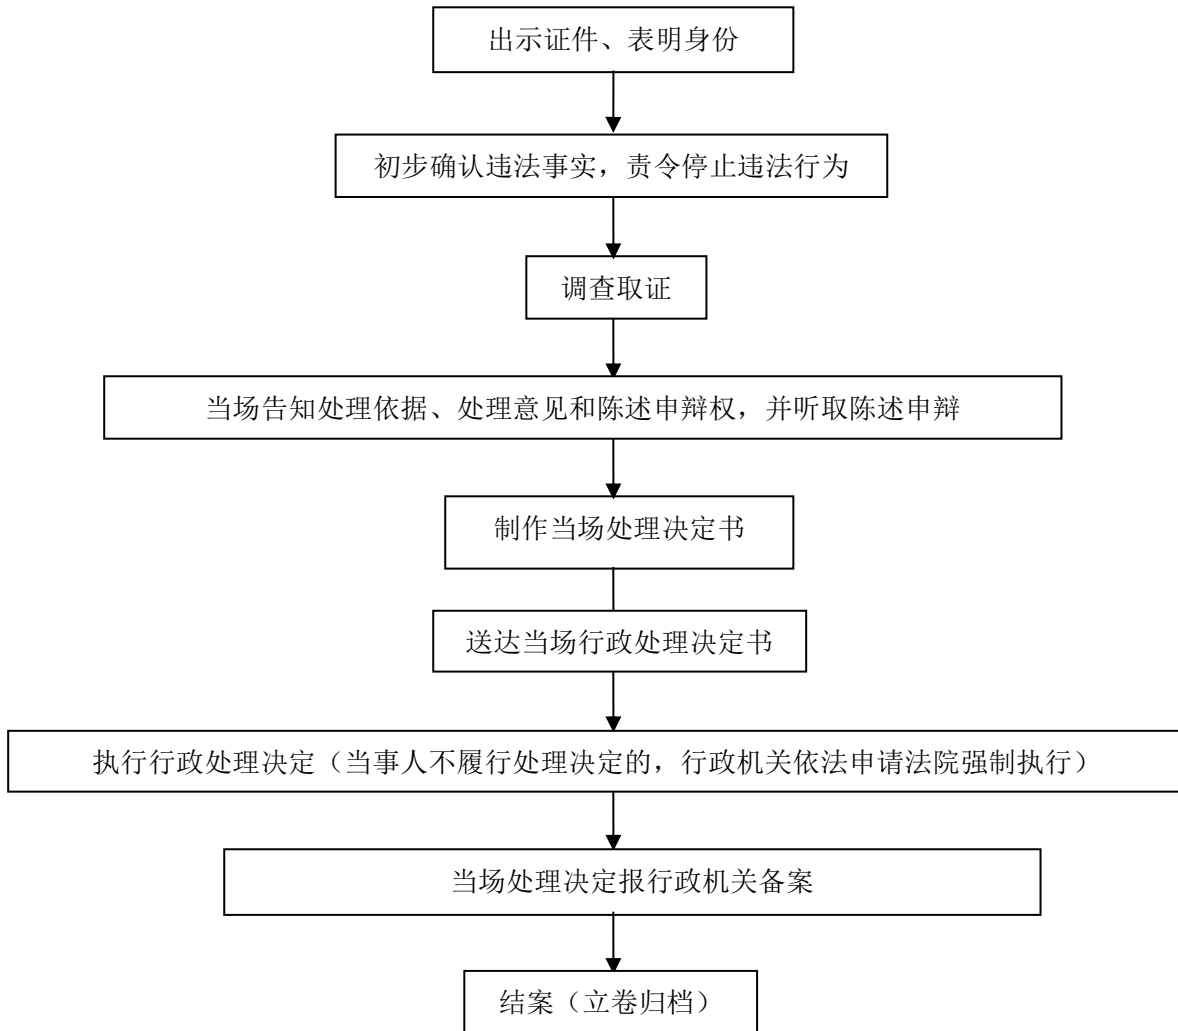 出示证件、表明身份
初步确认违法事实，责令停止违法行为
调查取证
当场告知处理依据、处理意见和陈述申辩权，并听取陈述申辩
制作当场处理决定书
送达当场行政处理决定书
执行行政处理决定（当事人不履行处理决定的，行政机关依法申请法院强制执行）
当场处理决定报行政机关备案
结案（立卷归档）